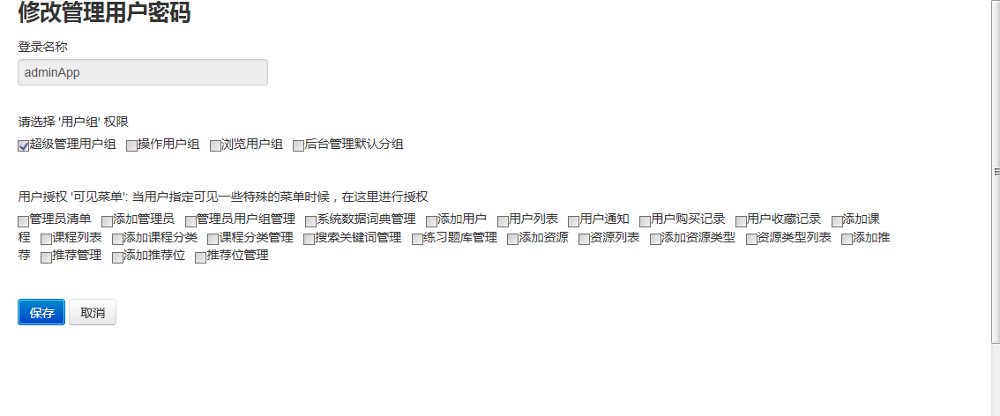 修改管理用户密码
登录名称
adminApp
请选择 '用户组' 权限
超级管理用户组 操作用户组 浏览用户组 后台管理默认分组
用户授权 '可见菜单': 当用户指定可见一些特殊的菜单时候，在这里进行授权
管理员清单 添加管理员 管理员用户组管理 系统数据词典管理 添加用户 用户列表 用户通知 用户购买记录 用户收藏记录 添加课
程 课程列表 添加课程分类 课程分类管理 搜索关键词管理 练习题库管理 添加资源 资源列表 添加资源类型 资源类型列表 添加推
荐 推荐管理 添加推荐位 推荐位管理
保存 取消